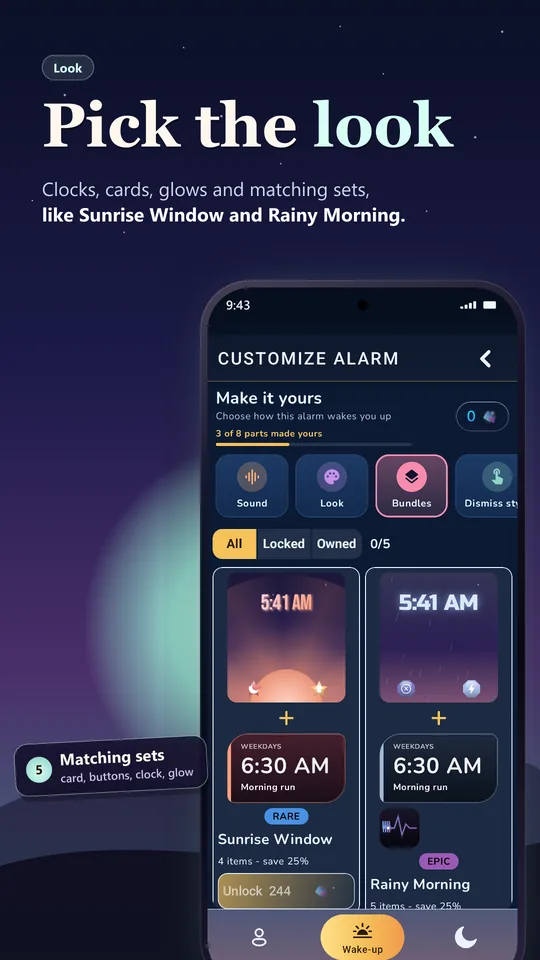 Look
Pick the look
Clocks, cards, glows and matching sets,
like Sunrise Window and Rainy Morning.
9:43
CUSTOMIZE ALARM
Make it yours
Choose how this alarm wakes you up
3 of 8 parts made yours
0
Sound
Look
Bundles
Dismiss sty
All
Locked
Owned
0/5
5:41 AM
5:41 AM
+
+
WEEKDAYS
6:30 AM
Morning run
WEEKDAYS
6:30 AM
Morning run
5
Matching sets
card, buttons, clock, glow
RARE
Sunrise Window
4 items - save 25%
Unlock 244
EPIC
Rainy Morning
5 items - save 25%
Wake-up